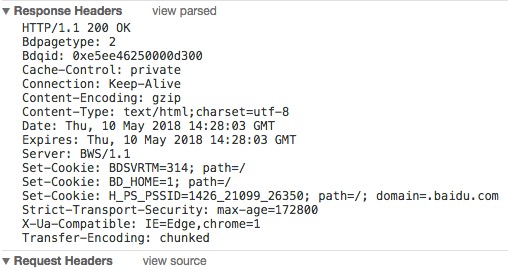 ▼ Response Headers view parsed
HTTP/1.1 200 OK
Bdpagetype: 2
Bdqid: 0xe5ee46250000d300
Cache-Control: private
Connection: Keep-Alive
Content-Encoding: gzip
Content-Type: text/html;charset=utf-8
Date: Thu, 10 May 2018 14:28:03 GMT
Expires: Thu, 10 May 2018 14:28:03 GMT
Server: BWS/1.1
Set-Cookie: BDSVRTM=314; path=/
Set-Cookie: BD_HOME=1; path=/
Set-Cookie: H_PS_PSSID=1426_21099_26350; path=/; domain=.baidu.com
Strict-Transport-Security: max-age=172800
X-Ua-Compatible: IE=Edge,chrome=1
Transfer-Encoding: chunked
▼ Request Headers view source